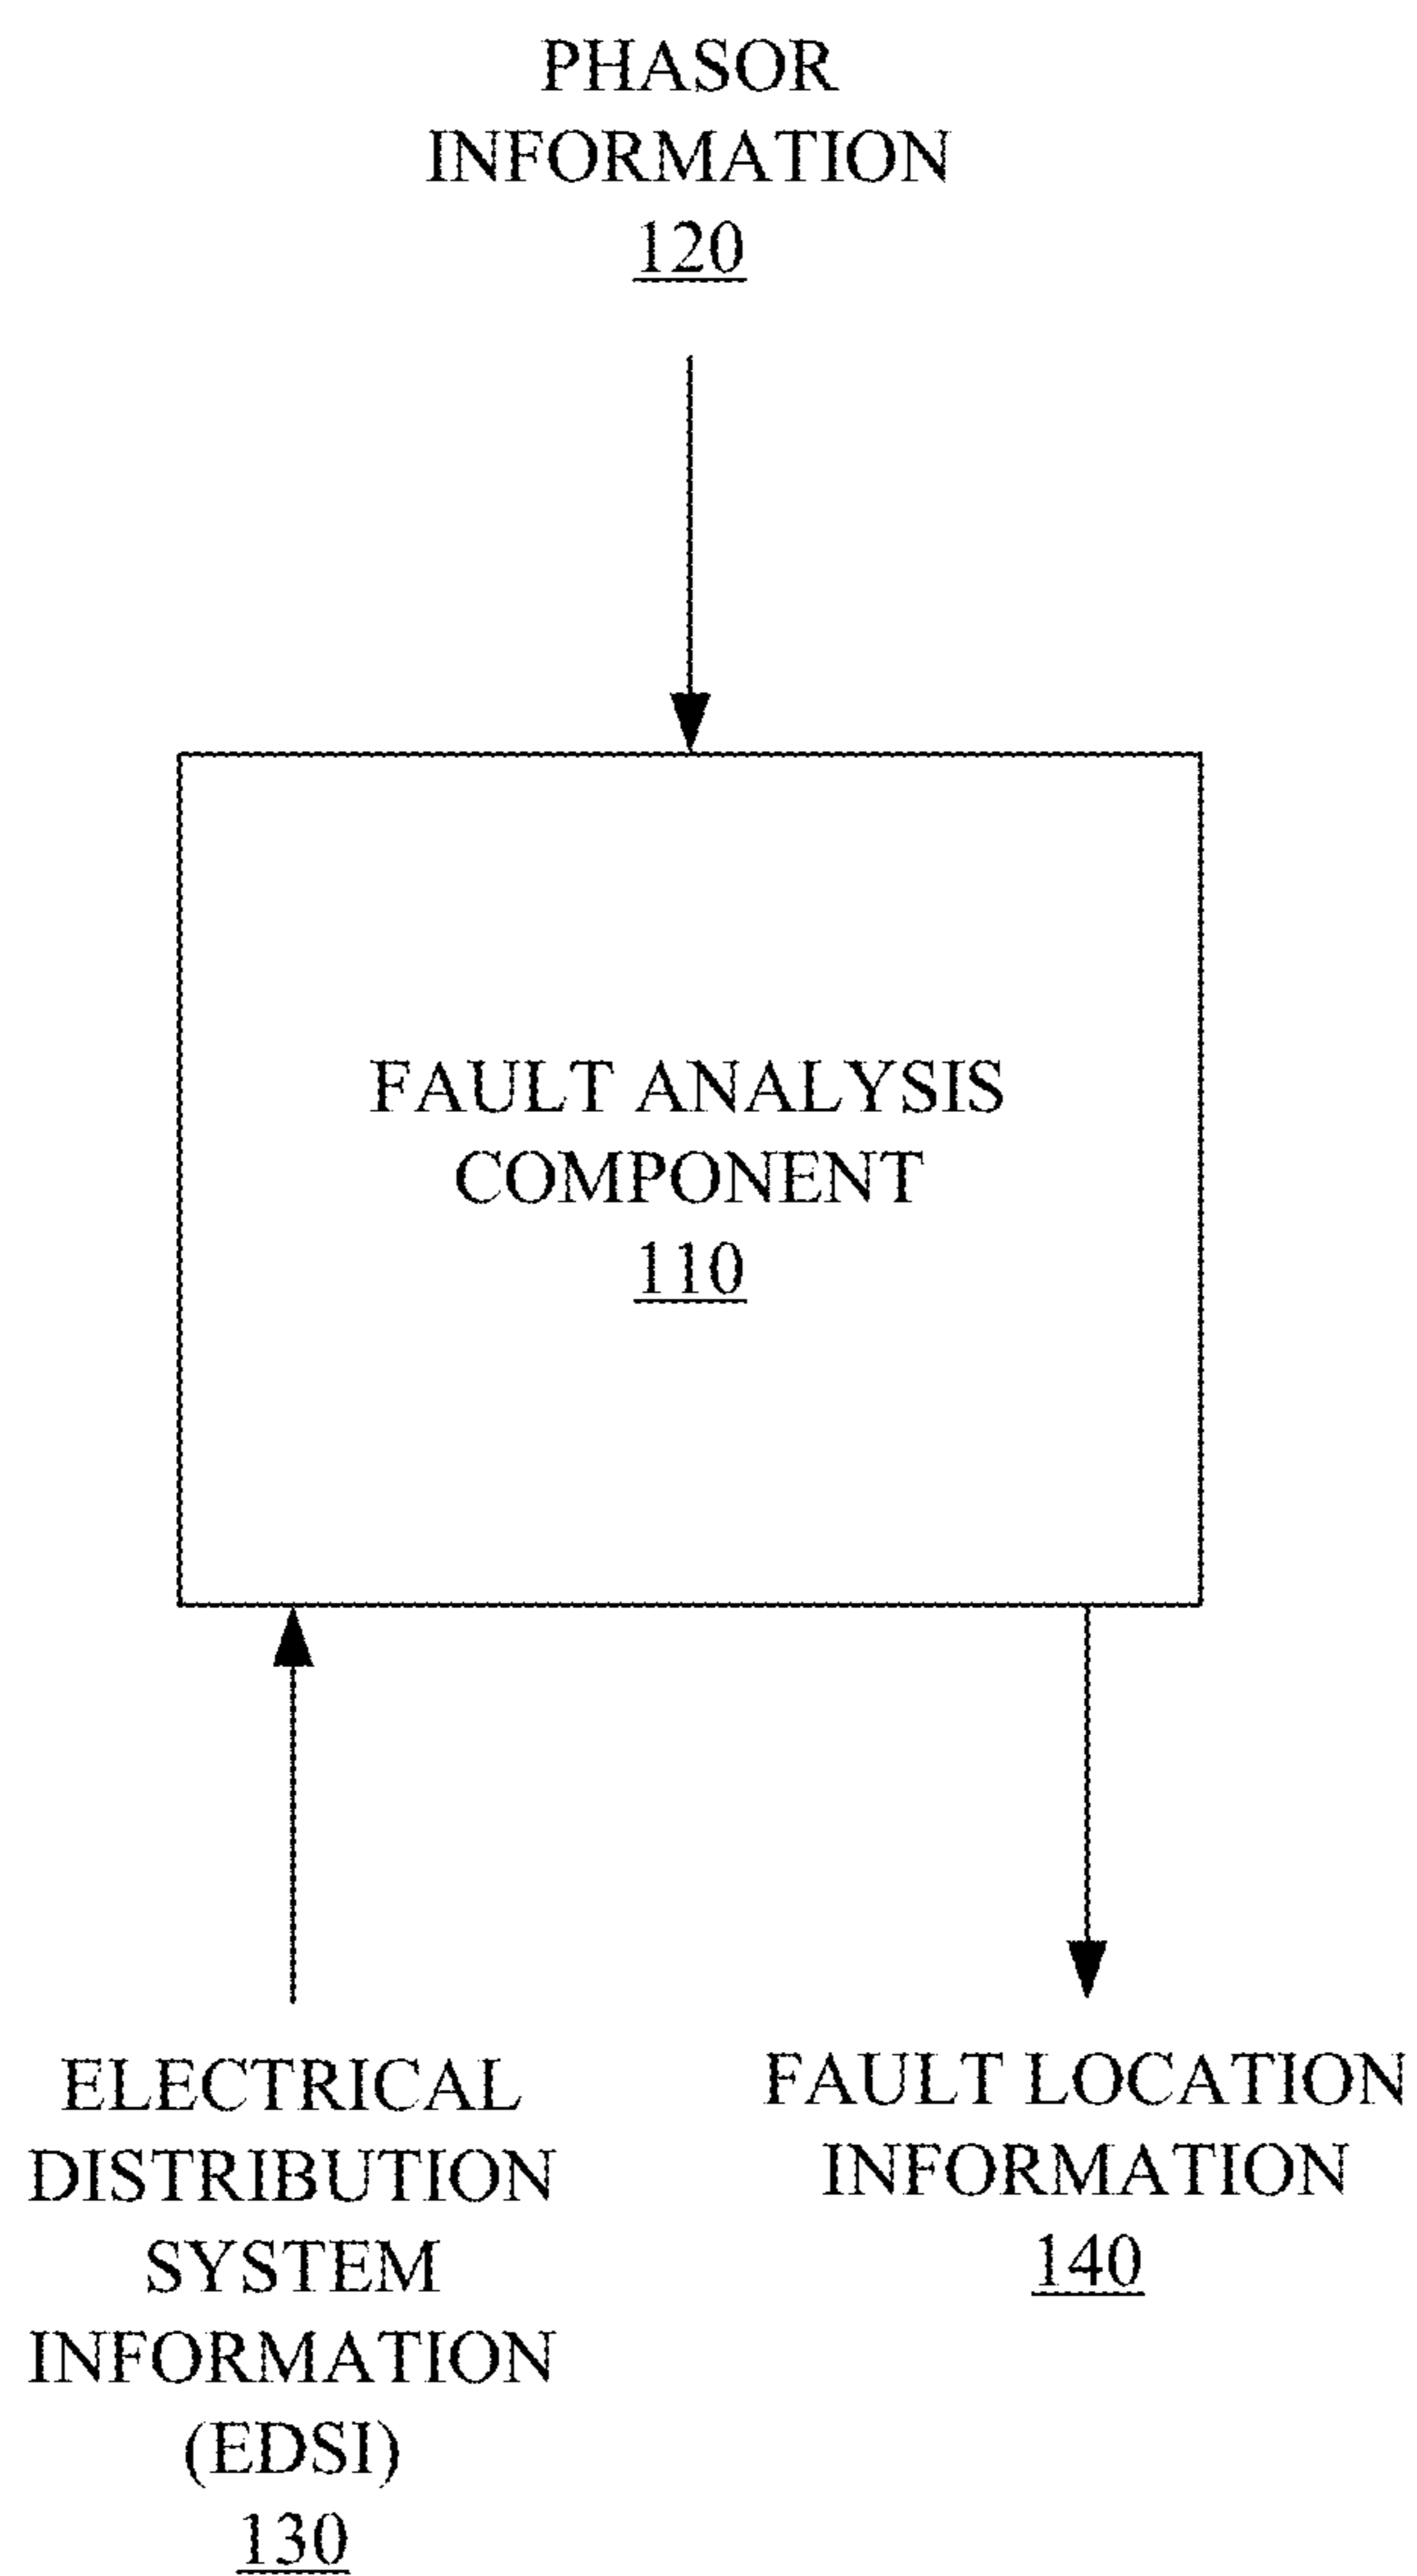 PHASOR
INFORMATION
120
FAULT ANALYSIS
COMPONENT
110
ELECTRICAL
DISTRIBUTION
SYSTEM
INFORMATION
(EDSI)
130
FAULT LOCATION
INFORMATION
140